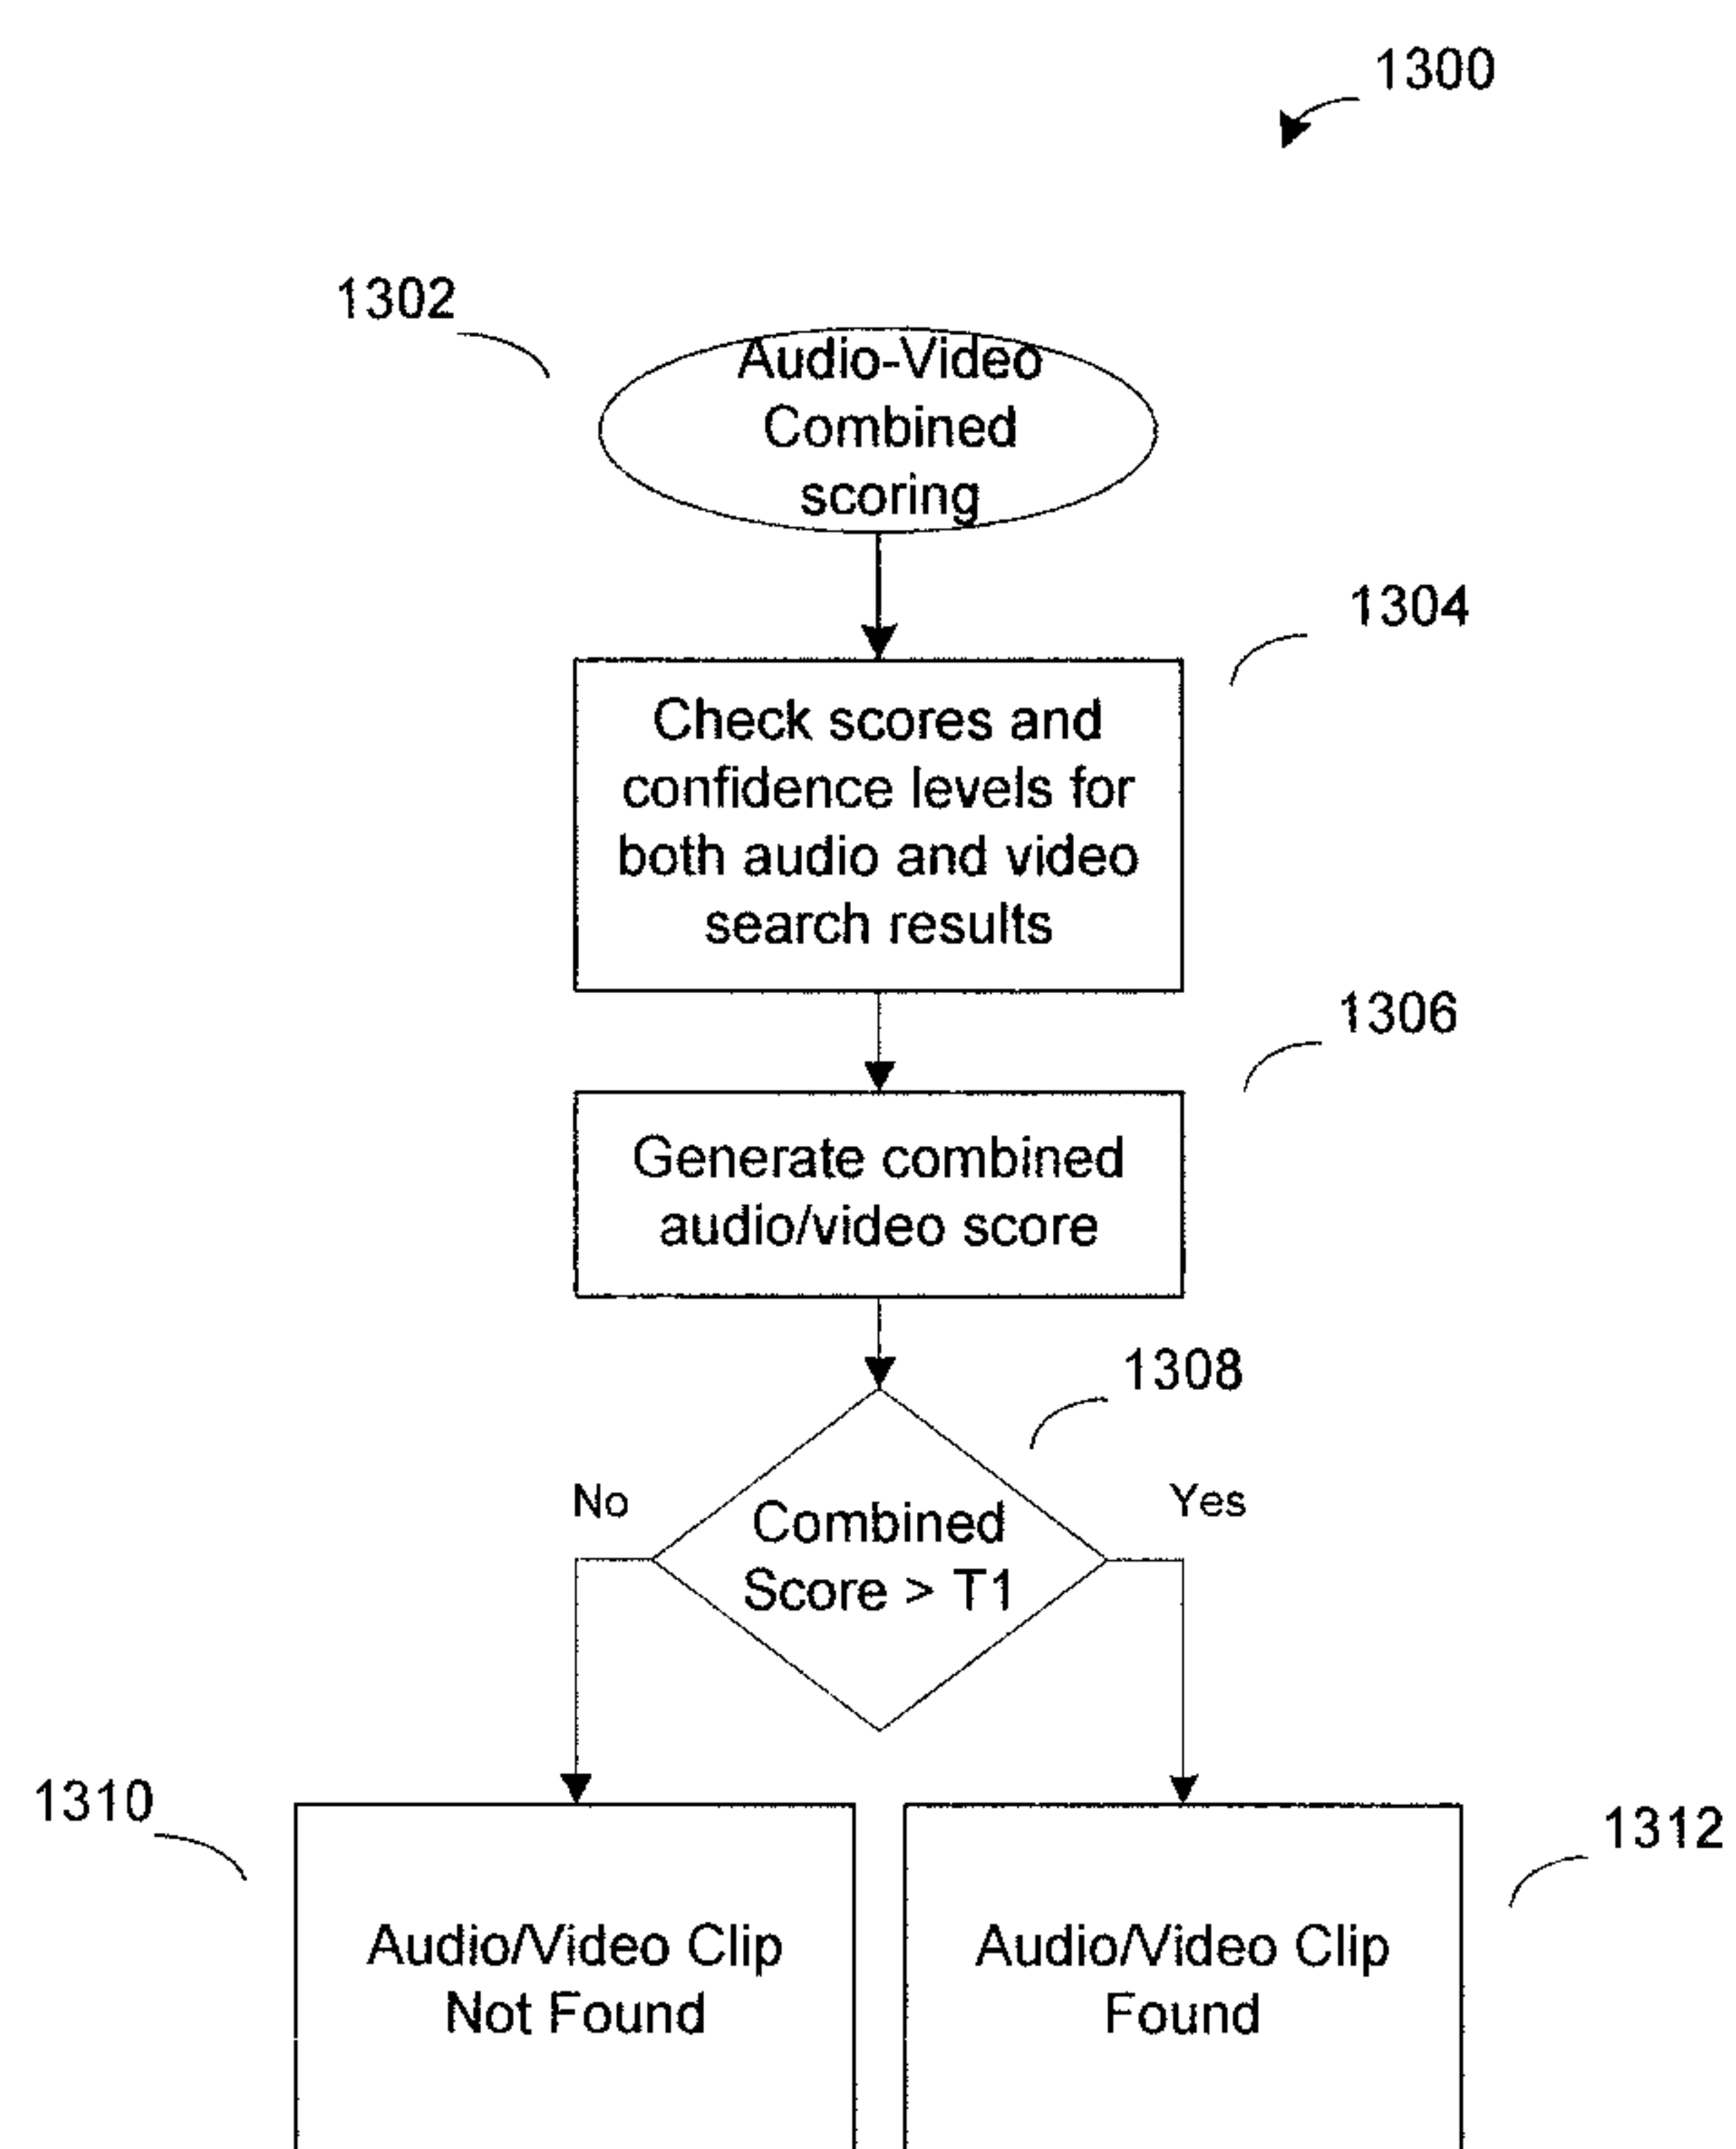 1300
1302
Audio-Video
Combined
scoring
1304
Check scores and
confidence levels for
both audio and video
search results
1306
Generate combined
audio/video score
1308
No
Yes
Combined
Score > T1
1310
1312
Audio/Video Clip
Not Found
Audio/Video Clip
Found